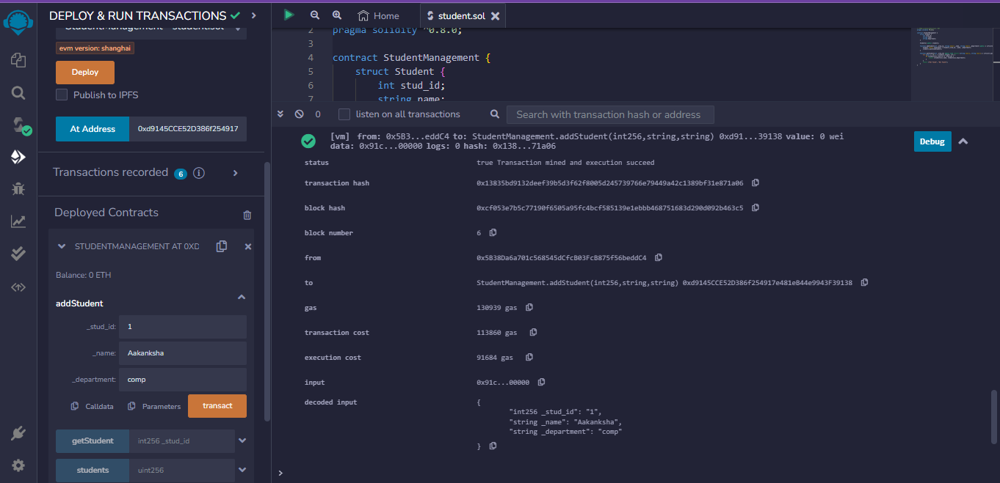 DEPLOY & RUN TRANSACTIONS
StudentManagement - student.sol
evm version: shanghai
Deploy
Publish to IPFS
At Address 0xd9145CCE52D386f254917
Transactions recorded 6 i
Deployed Contracts
STUDENTMANAGEMENT AT 0XD
Balance: 0 ETH
addStudent
_stud_id: 1
_name: Aakanksha
_department: comp
Calldata Parameters transact
getStudent int256 _stud_id
students uint256
Home student.sol
2 pragma solidity ^0.8.0;
3
4 contract StudentManagement {
5 struct Student {
6 int stud_id;
7 string name;
0 listen on all transactions Search with transaction hash or address
[vm] from: 0x5B3...eddC4 to: StudentManagement.addStudent(int256,string,string) 0xd91...39138 value: 0 wei
data: 0x91c...00000 logs: 0 hash: 0x138...71a06
Debug
status true Transaction mined and execution succeed
transaction hash 0x13835bd9132deef39b5d3f62f8005d245739766e79449a42c1389bf31e871a06
block hash 0xcf053e7b5c77190f6505a95fc4bcf585139e1ebbb468751683d290d092b463c5
block number 6
from 0x5B38Da6a701c568545dCfcB03FcB875f56beddC4
to StudentManagement.addStudent(int256,string,string) 0xd9145CCE52D386f254917e481eB44e9943F39138
gas 130939 gas
transaction cost 113860 gas
execution cost 91684 gas
input 0x91c...00000
decoded input {
"int256 _stud_id": "1",
"string _name": "Aakanksha",
"string _department": "comp"
}
>